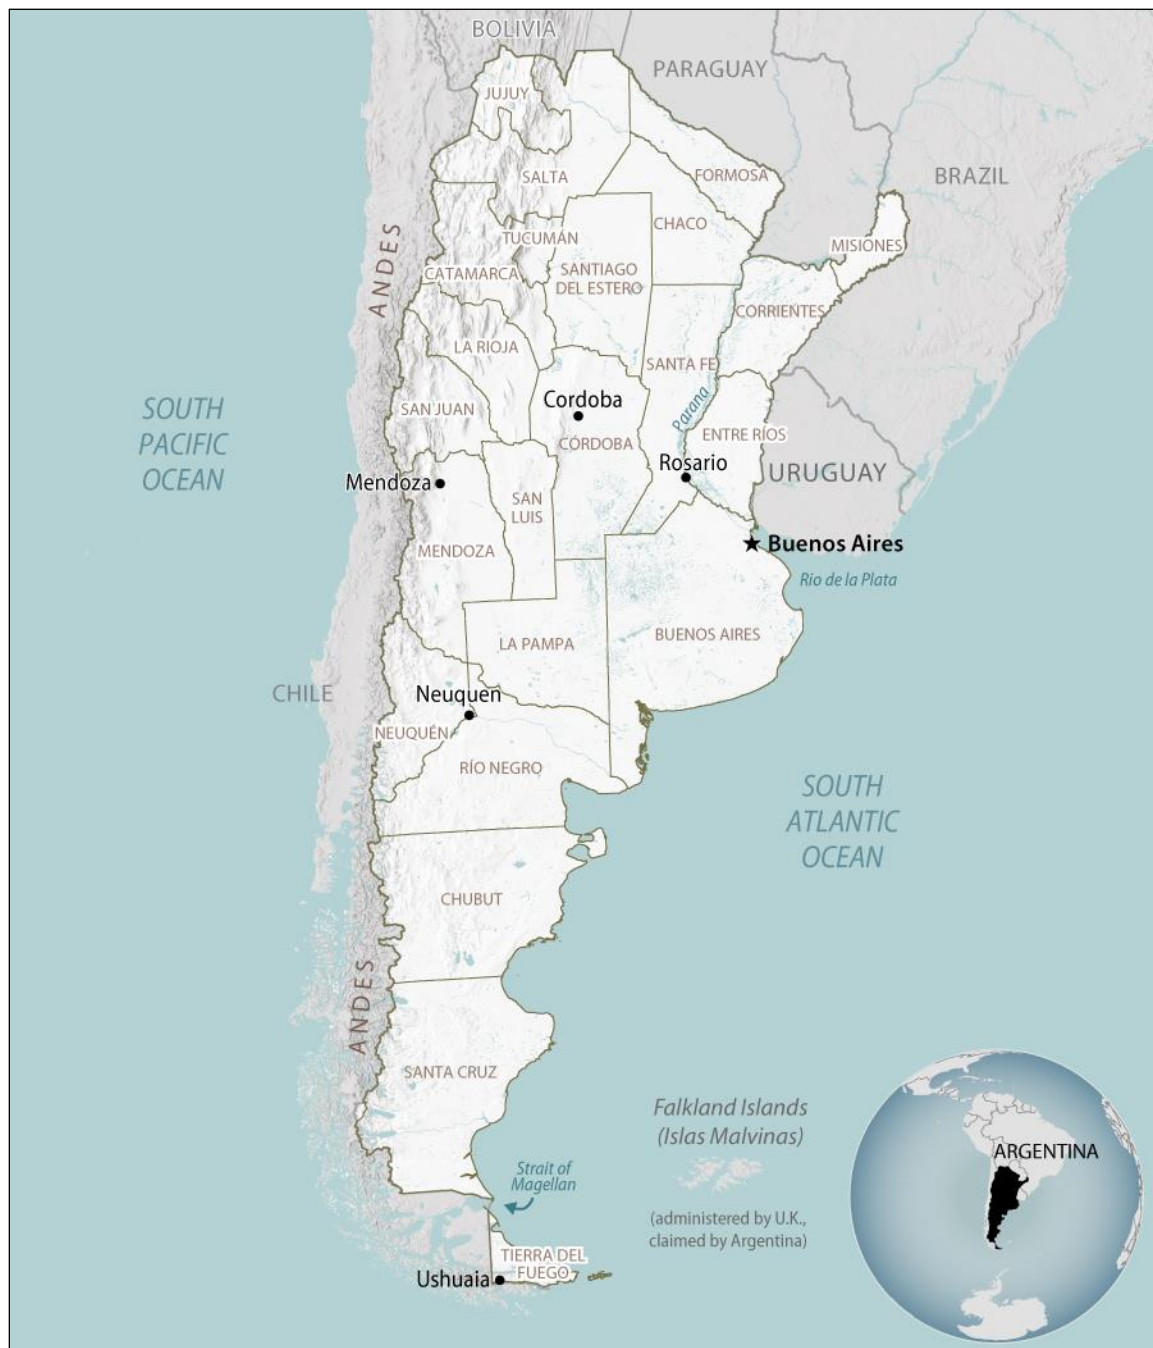 BOLIVIA
PARAGUAY
JUJUY
FORMOSA
SALTA
BRAZIL
CHACO
ANDES
TUCUMÁN
MISIONES
CATAMARCA
SANTIAGO
DEL ESTERO
CORRIENTES
LA RIOJA
SANTA FE
SOUTH
PACIFIC
OCEAN
Cordoba
SAN JUAN
Parana
CÓRDOBA
ENTRE RÍOS
Rosario
URUGUAY
Mendoza
SAN
LUIS
MENDOZA
Buenos Aires
Rio de la Plata
LA PAMPA
BUENOS AIRES
CHILE
Neuquen
NEUQUÉN
RÍO NEGRO
SOUTH
ATLANTIC
OCEAN
CHUBUT
ANDES
SANTA CRUZ
Falkland Islands
(Islas Malvinas)
ARGENTINA
Strait of
Magellan
(administered by U.K.,
claimed by Argentina)
TIERRA DEL
FUEGO
Ushuaia